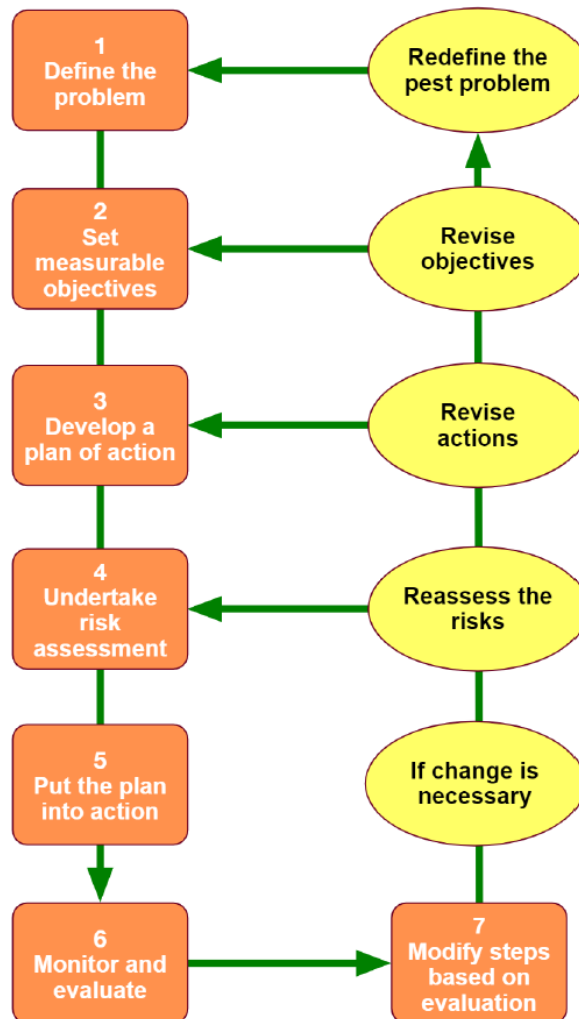 1
Define the
problem
Redefine the
pest problem
2
Set
measurable
objectives
Revise
objectives
3
Develop a
plan of action
Revise
actions
4
Undertake
risk
assessment
Reassess the
risks
5
Put the plan
into action
If change is
necessary
6
Monitor and
evaluate
7
Modify steps
based on
evaluation